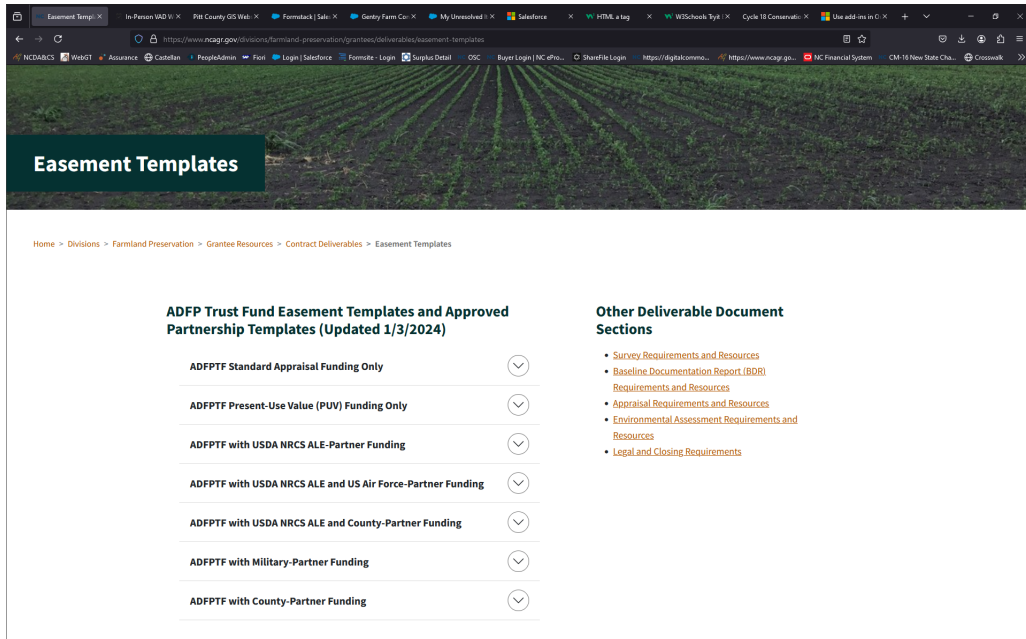 Easement Templ
In-Person VAD W
Pitt County GIS Web
Formstack | Sales
Gentry Farm Con
My Unresolved It
Salesforce
HTML a tag
W3Schools Tryit
Cycle 18 Conservatio
Use add-ins in O
https://www.ncagr.gov/divisions/farmland-preservation/grantees/deliverables/easement-templates
NCDA&CS
WebGT
Assurance
Castellan
PeopleAdmin
Fiori
Login | Salesforce
Formsite - Login
Surplus Detail
OSC
Buyer Login | NC ePro...
ShareFile Login
https://digitalcommo...
https://www.ncagr.go...
NC Financial System
CM-16 New State Cha...
Crosswalk
Easement Templates
Home > Divisions > Farmland Preservation > Grantee Resources > Contract Deliverables > Easement Templates
ADFP Trust Fund Easement Templates and Approved
Partnership Templates (Updated 1/3/2024)
ADFPTF Standard Appraisal Funding Only
ADFPTF Present-Use Value (PUV) Funding Only
ADFPTF with USDA NRCS ALE-Partner Funding
ADFPTF with USDA NRCS ALE and US Air Force-Partner Funding
ADFPTF with USDA NRCS ALE and County-Partner Funding
ADFPTF with Military-Partner Funding
ADFPTF with County-Partner Funding
Other Deliverable Document
Sections
Survey Requirements and Resources
Baseline Documentation Report (BDR)
Requirements and Resources
Appraisal Requirements and Resources
Environmental Assessment Requirements and
Resources
Legal and Closing Requirements